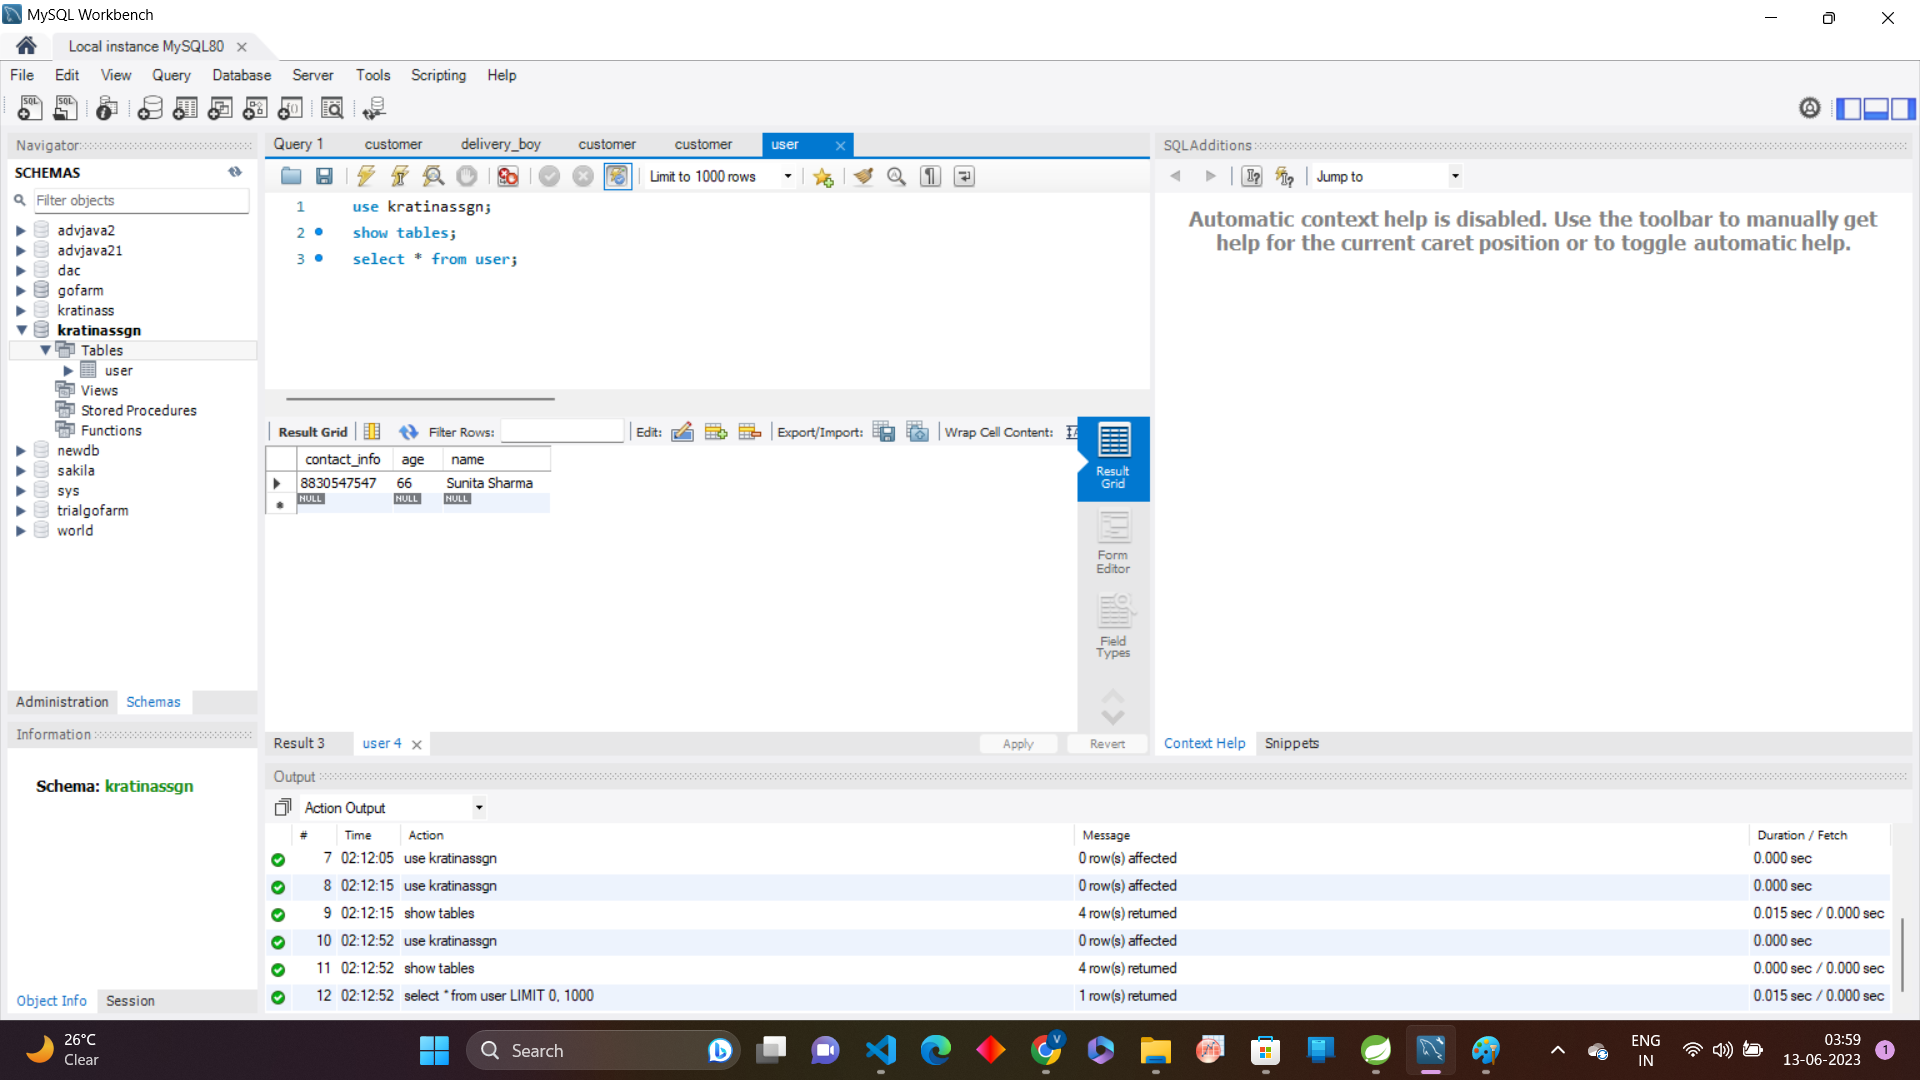 MySQL Workbench
Local instance MySQL80
File Edit View Query Database Server Tools Scripting Help
Navigator
SCHEMAS
Filter objects
advjava2
advjava21
dac
gofarm
kratinass
kratinassgn
Tables
user
Views
Stored Procedures
Functions
newdb
sakila
sys
trialgofarm
world
Administration Schemas
Information
Schema: kratinassgn
Object Info Session
Query 1 customer delivery_boy customer customer user
Limit to 1000 rows
1 use kratinassgn;
2 show tables;
3 select * from user;
Result Grid Filter Rows: Edit: Export/Import: Wrap Cell Content:
contact_info age name
8830547547 66 Sunita Sharma
NULL NULL NULL
Result
Grid
Form
Editor
Field
Types
Result 3 user 4 Apply Revert
SQLAdditions
Jump to
Automatic context help is disabled. Use the toolbar to manually get
help for the current caret position or to toggle automatic help.
Context Help Snippets
Output
Action Output
# Time Action Message Duration / Fetch
7 02:12:05 use kratinassgn 0 row(s) affected 0.000 sec
8 02:12:15 use kratinassgn 0 row(s) affected 0.000 sec
9 02:12:15 show tables 4 row(s) returned 0.015 sec / 0.000 sec
10 02:12:52 use kratinassgn 0 row(s) affected 0.000 sec
11 02:12:52 show tables 4 row(s) returned 0.000 sec / 0.000 sec
12 02:12:52 select * from user LIMIT 0, 1000 1 row(s) returned 0.015 sec / 0.000 sec
26°C
Clear
Search
ENG
IN
03:59
13-06-2023
1